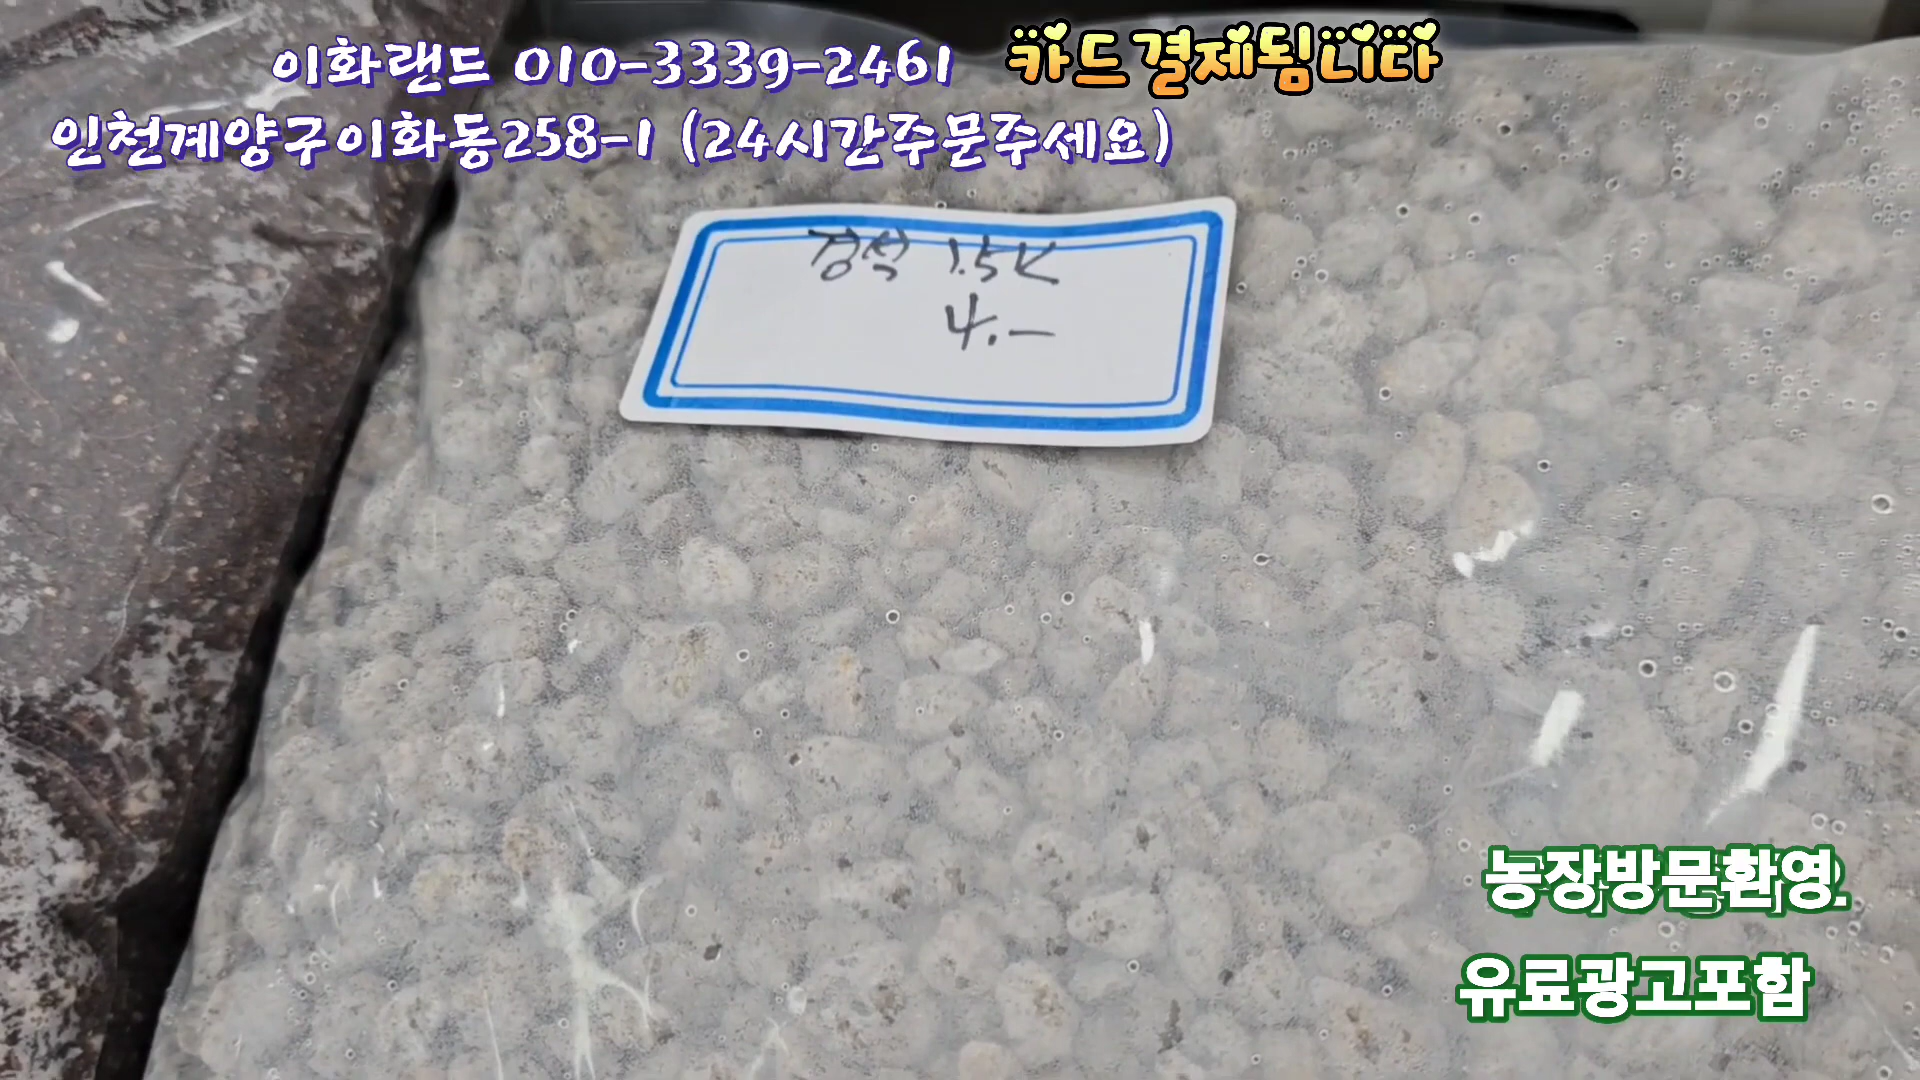 이화랜드 010-3339-2461
카드결제됩니다
인천계양구이화동258-1 (24시간주문주세요)
경석 1.5K
4.-
농장방문환영
유료광고포함